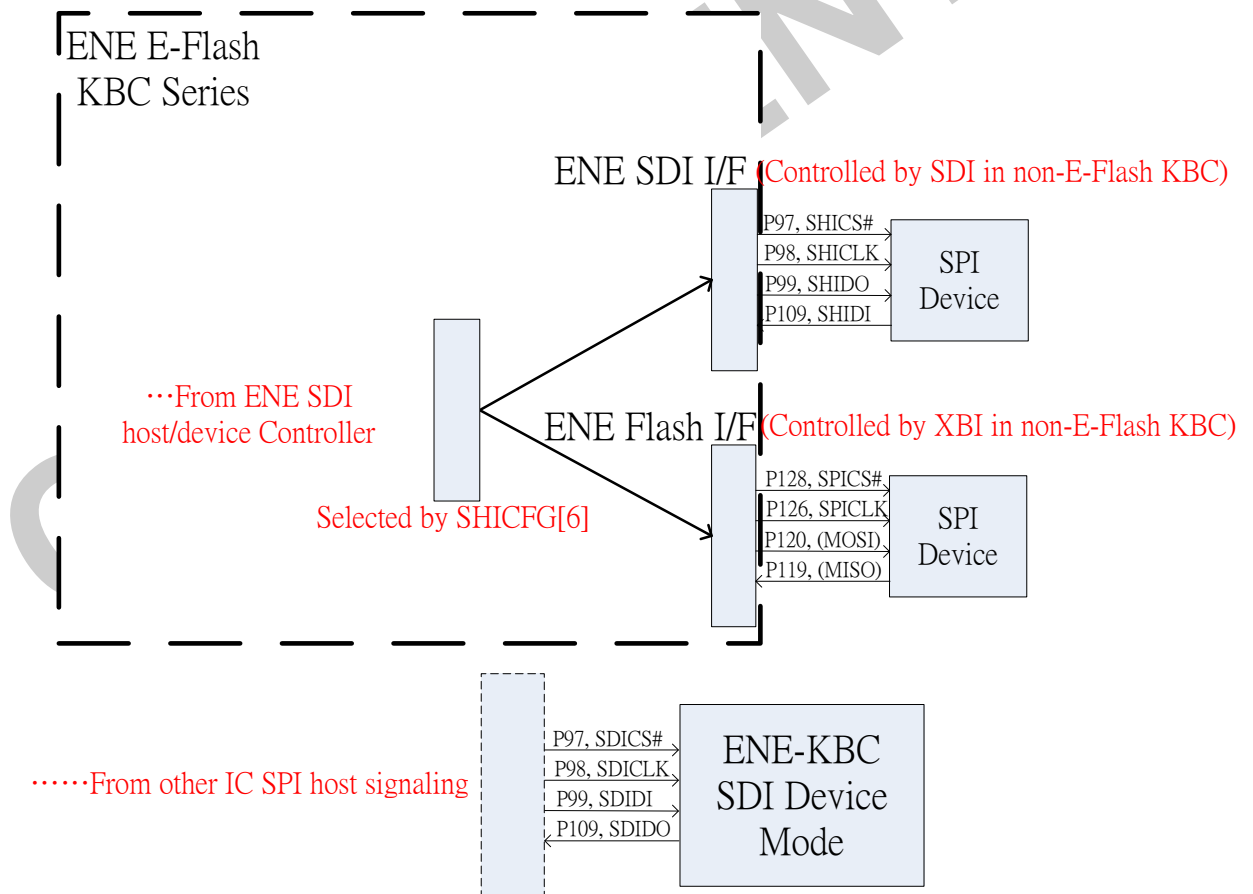 ENE E-Flash
KBC Series
ENE SDI I/F (Controlled by SDI in non-E-Flash KBC)
P97, SHICS#
P98, SHICLK
P99, SHIDO
P109, SHIDI
SPI
Device
…From ENE SDI
host/device Controller
Selected by SHICFG[6]
ENE Flash I/F (Controlled by XBI in non-E-Flash KBC)
P128, SPICS#
P126, SPICLK
P120, (MOSI)
P119, (MISO)
SPI
Device
……From other IC SPI host signaling
P97, SDICS#
P98, SDICLK
P99, SDIDI
P109, SDIDO
ENE-KBC
SDI Device
Mode